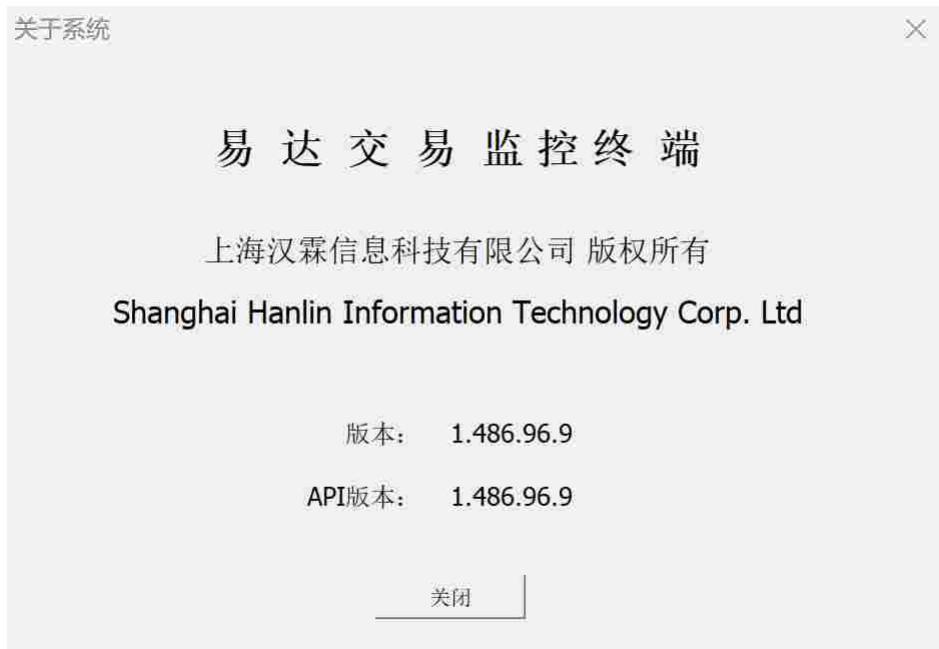 关于系统
易达交易监控终端
上海汉霖信息科技有限公司 版权所有
Shanghai Hanlin Information Technology Corp. Ltd
版本： 1.486.96.9
API版本： 1.486.96.9
关闭